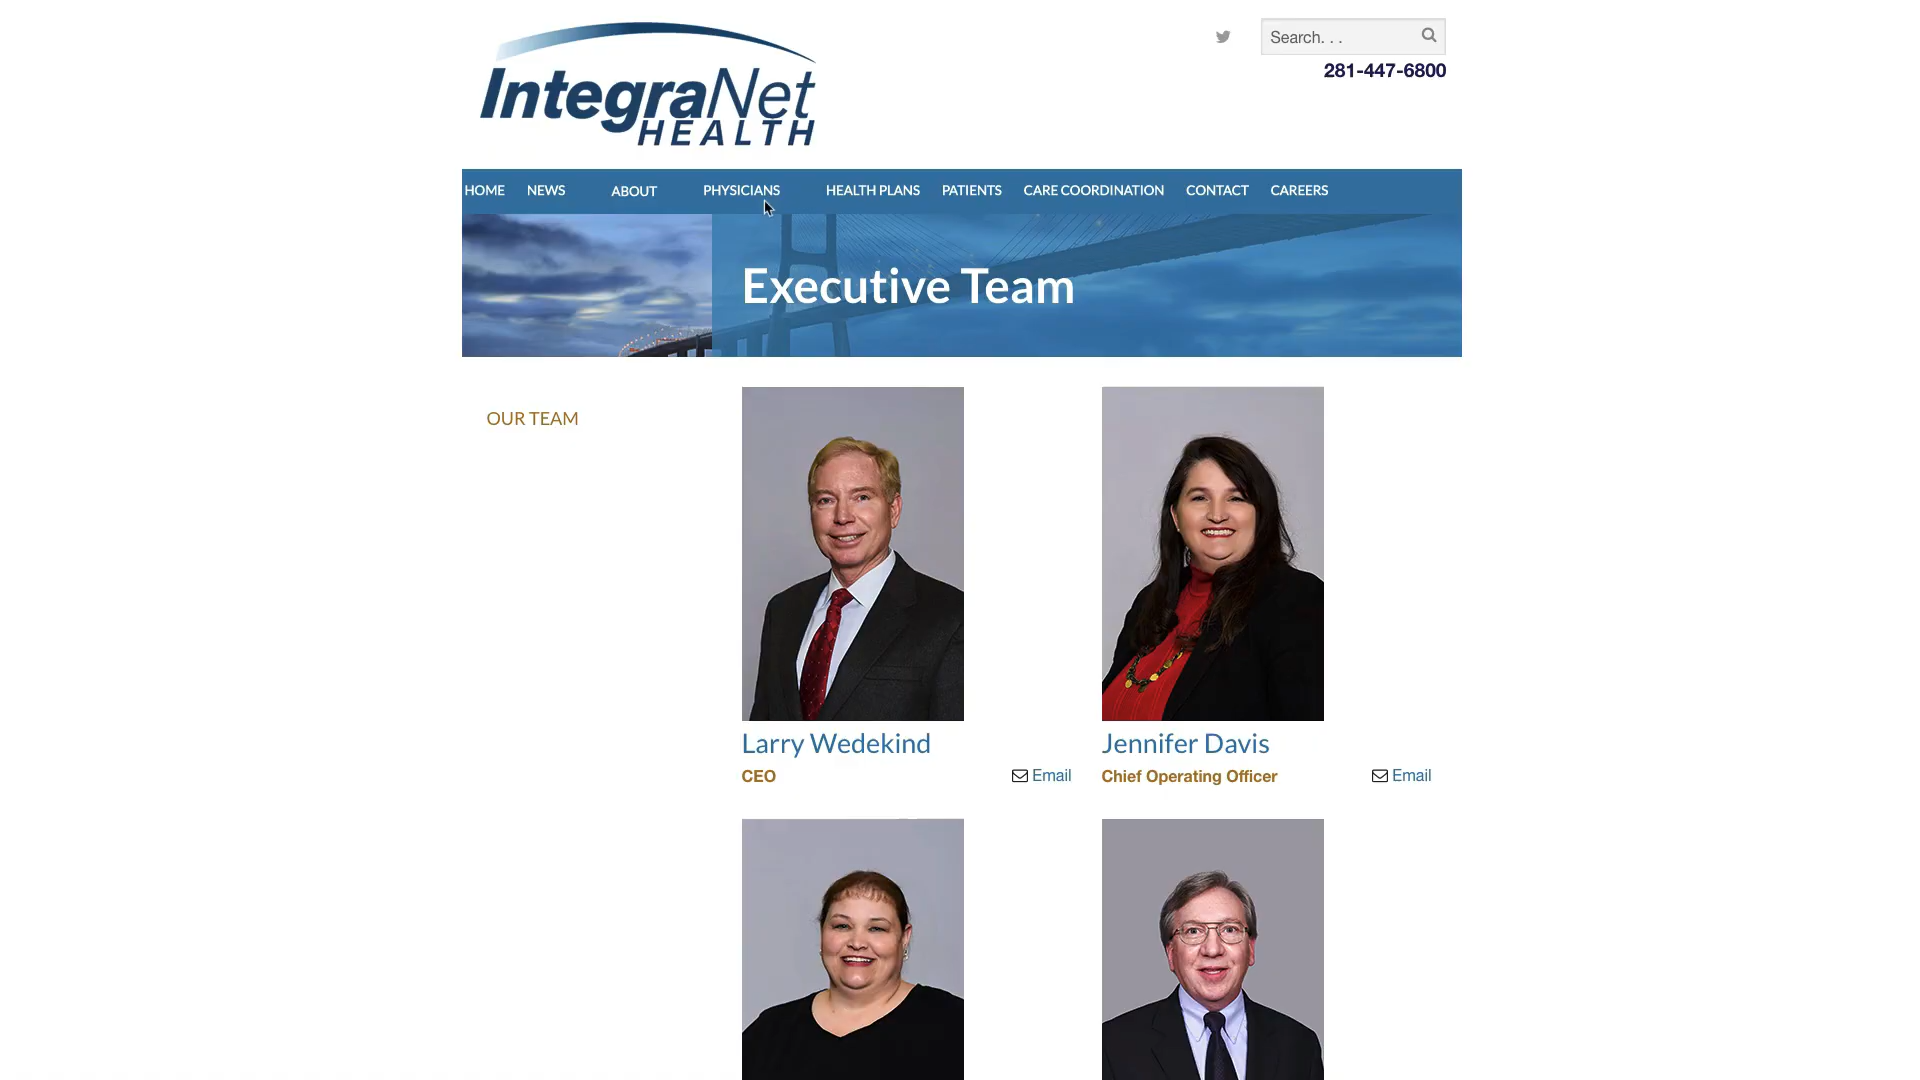 IntegraNet
HEALTH
Search. . .
281-447-6800
HOME NEWS ABOUT PHYSICIANS HEALTH PLANS PATIENTS CARE COORDINATION CONTACT CAREERS
Executive Team
OUR TEAM
Larry Wedekind
CEO
Email
Jennifer Davis
Chief Operating Officer
Email